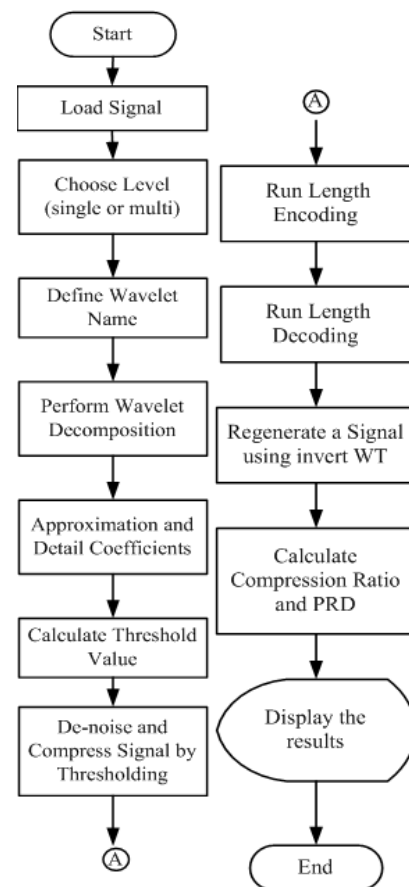 Start
Load Signal
Choose Level
(single or multi)
Define Wavelet
Name
Perform Wavelet
Decomposition
Approximation and
Detail Coefficients
Calculate Threshold
Value
De-noise and
Compress Signal by
Thresholding
A
A
Run Length
Encoding
Run Length
Decoding
Regenerate a Signal
using invert WT
Calculate
Compression Ratio
and PRD
Display the
results
End